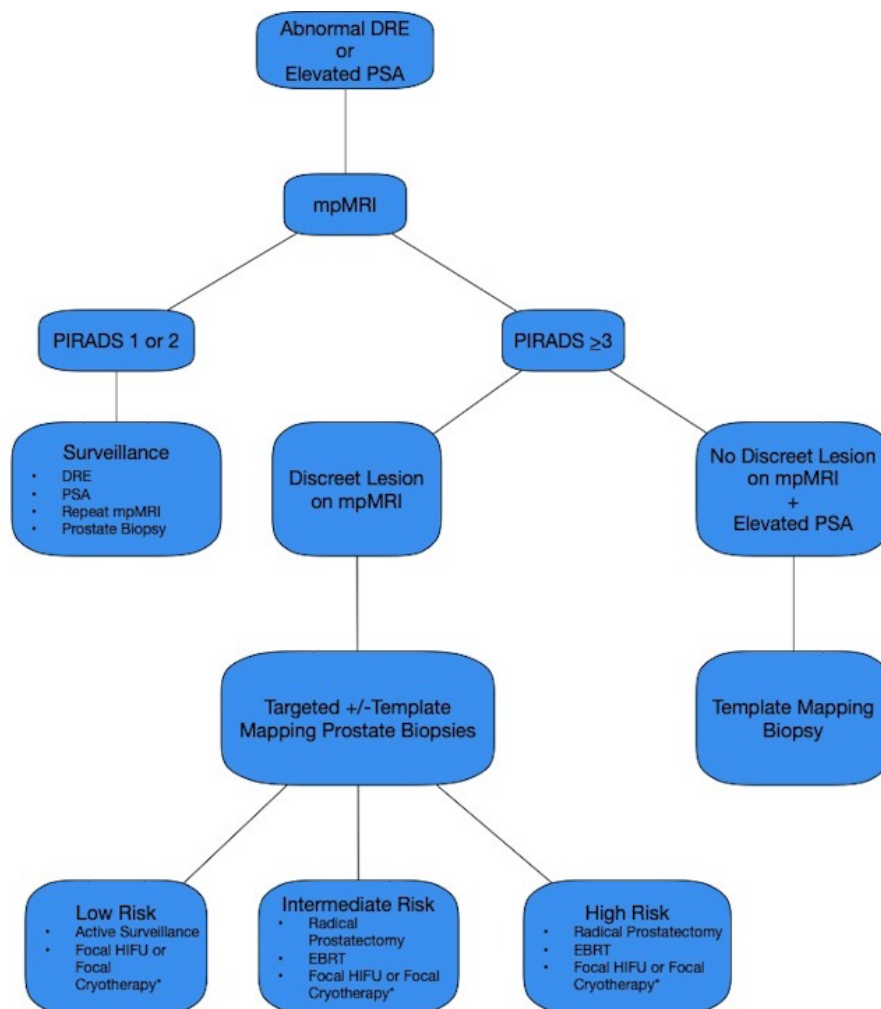 Abnormal DRE
or
Elevated PSA
mpMRI
PIRADS 1 or 2
PIRADS ≥3
Surveillance
• DRE
• PSA
• Repeat mpMRI
• Prostate Biopsy
Discreet Lesion
on mpMRI
No Discreet Lesion
on mpMRI
+
Elevated PSA
Targeted +/-Template
Mapping Prostate Biopsies
Template Mapping
Biopsy
Low Risk
• Active Surveillance
• Focal HIFU or
Focal
Cryotherapy*
Intermediate Risk
• Radical
Prostatectomy
• EBRT
• Focal HIFU or Focal
Cryotherapy*
High Risk
• Radical Prostatectomy
• EBRT
• Focal HIFU or Focal
Cryotherapy*